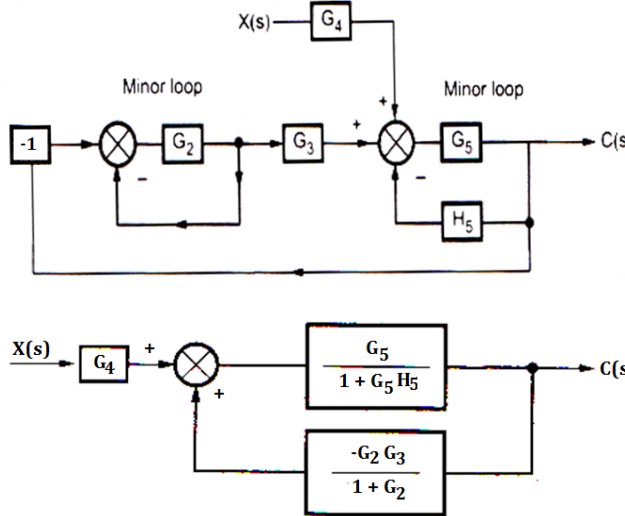 X(s)
G4
Minor loop
Minor loop
+
+
-1
G2
G3
G5
C(s
−
−
H5
X(s)
G4
+
+
G5
1 + G5 H5
C(s
-G2 G3
1 + G2